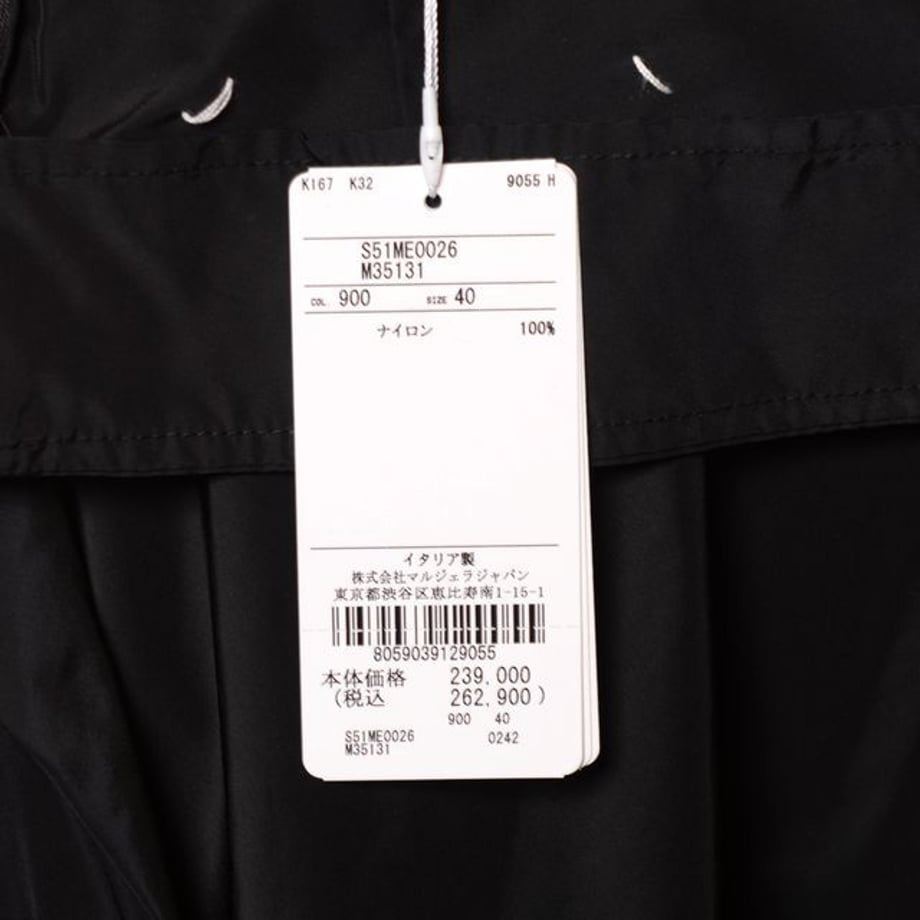 K167 K32 9055 H
S51ME0026
M35131
COL. 900 SIZE 40
ナイロン 100%
イタリア製
株式会社マルジェラジャパン
東京都渋谷区恵比寿南1-15-1
8059039129055
本体価格 239,000
(税込 262,900)
900 40
S51ME0026 0242
M35131